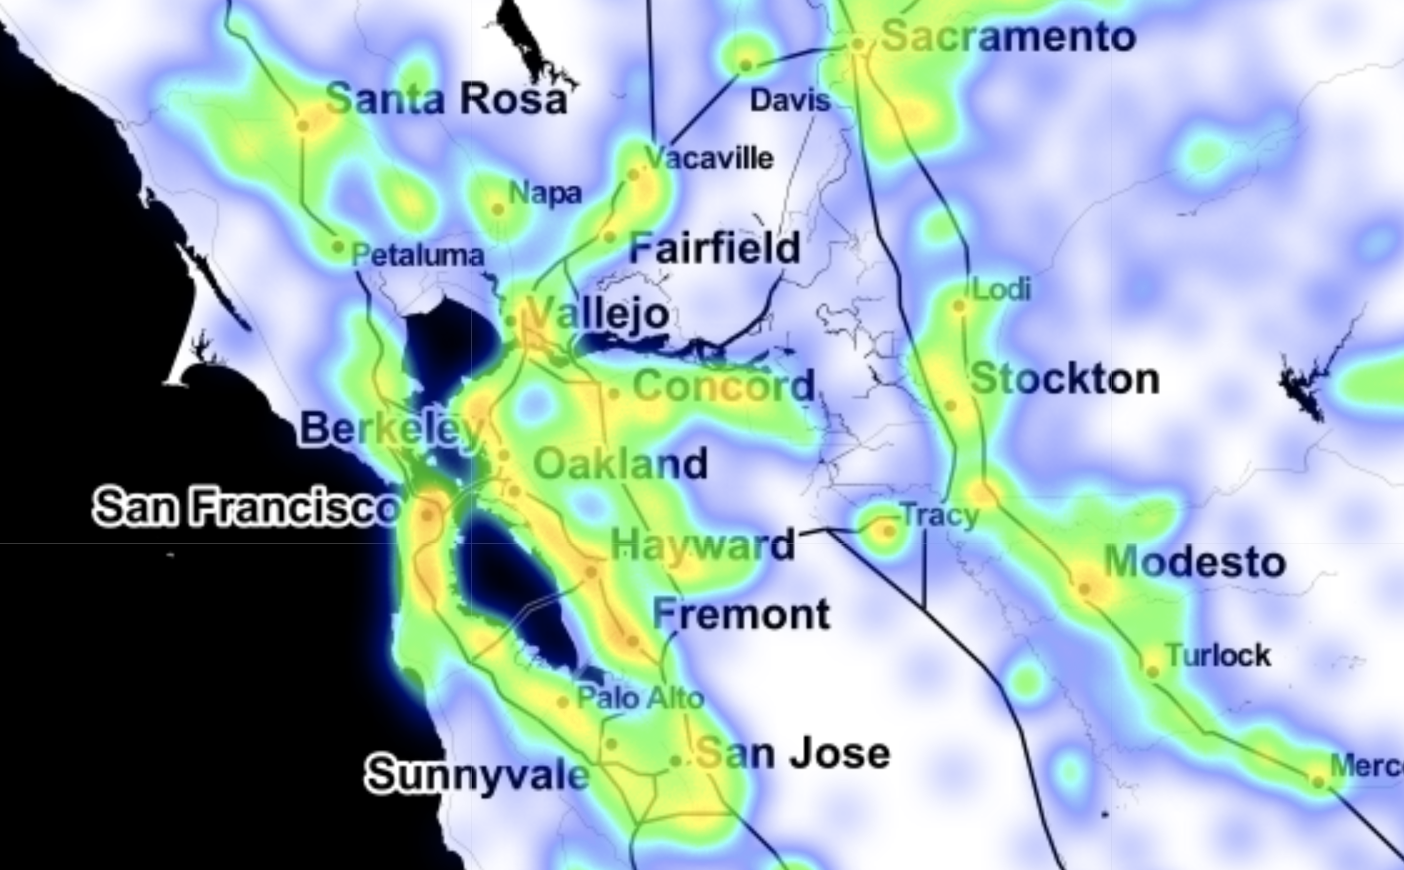 Sacramento
Santa Rosa
Davis
Vacaville
Napa
Fairfield
Petaluma
Lodi
Vallejo
Stockton
Concord
Berkeley
Oakland
San Francisco
Tracy
Hayward
Modesto
Fremont
Turlock
Palo Alto
San Jose
Sunnyvale
Merc